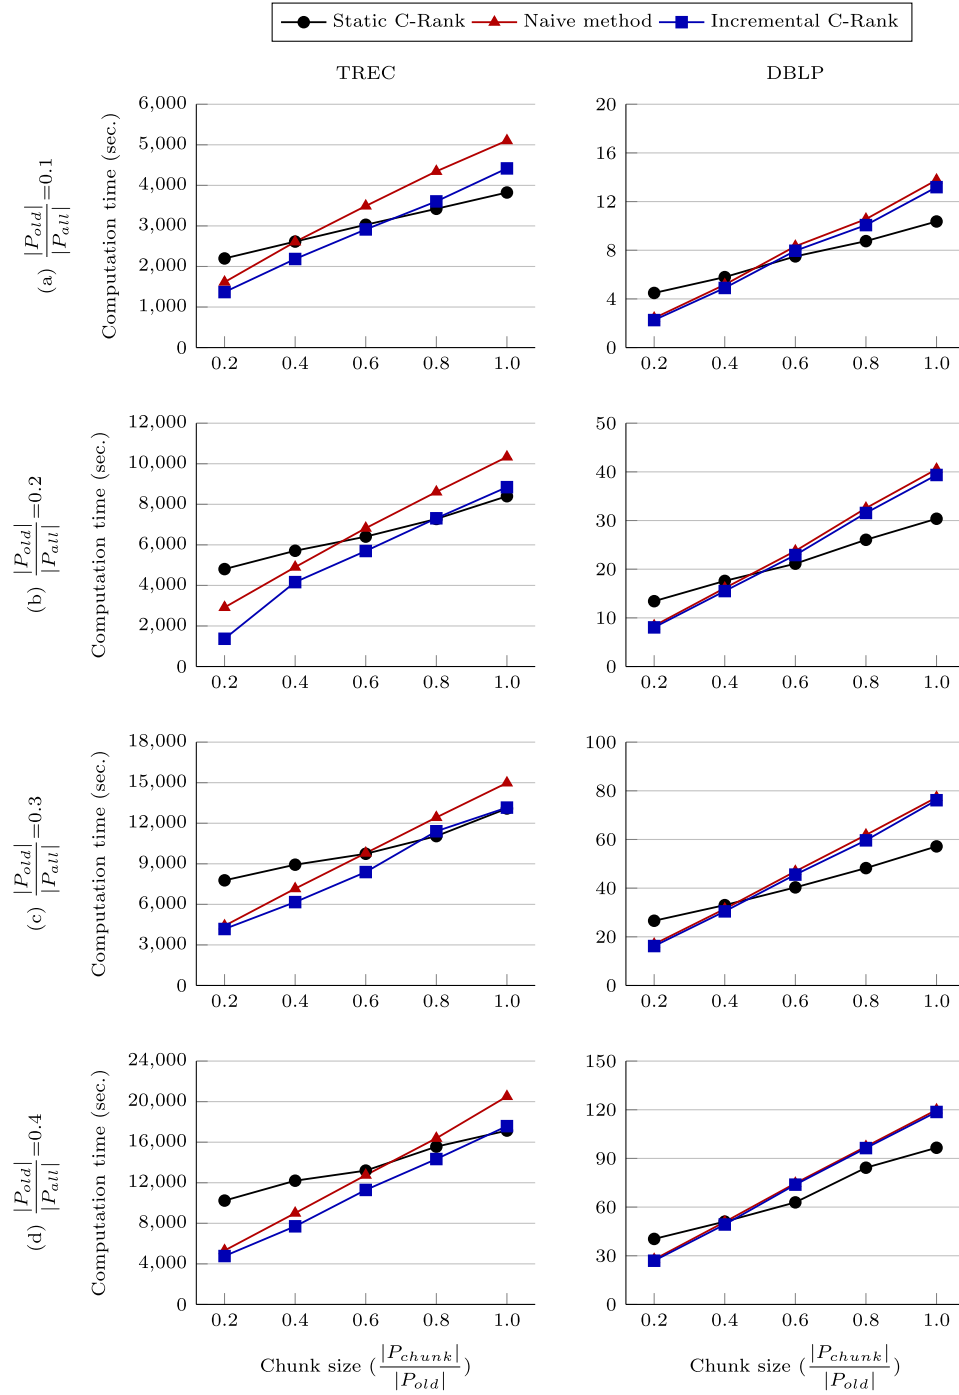 Static C-Rank Naive method Incremental C-Rank
TREC DBLP
(a) |P_old| / |P_all| =0.1
Computation time (sec.)
6,000
5,000
4,000
3,000
2,000
1,000
0
0.2 0.4 0.6 0.8 1.0
20
16
12
8
4
0
0.2 0.4 0.6 0.8 1.0
(b) |P_old| / |P_all| =0.2
Computation time (sec.)
12,000
10,000
8,000
6,000
4,000
2,000
0
0.2 0.4 0.6 0.8 1.0
50
40
30
20
10
0
0.2 0.4 0.6 0.8 1.0
(c) |P_old| / |P_all| =0.3
Computation time (sec.)
18,000
15,000
12,000
9,000
6,000
3,000
0
0.2 0.4 0.6 0.8 1.0
100
80
60
40
20
0
0.2 0.4 0.6 0.8 1.0
(d) |P_old| / |P_all| =0.4
Computation time (sec.)
24,000
20,000
16,000
12,000
8,000
4,000
0
0.2 0.4 0.6 0.8 1.0
150
120
90
60
30
0
0.2 0.4 0.6 0.8 1.0
Chunk size (|P_chunk| / |P_old|)
Chunk size (|P_chunk| / |P_old|)